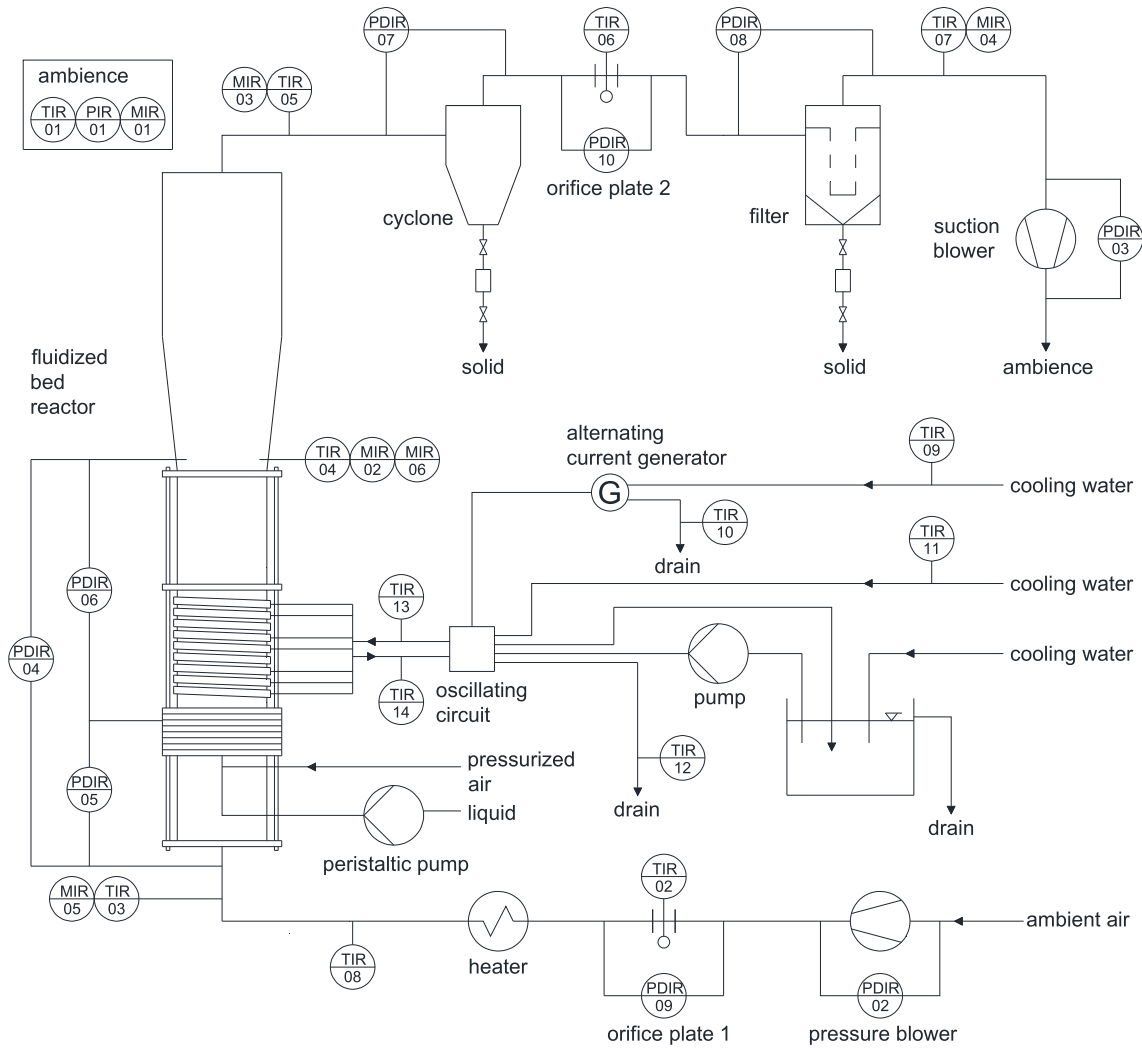 PDIR
07
TIR
06
PDIR
08
TIR
07
MIR
04
ambience
TIR
01
PIR
01
MIR
01
MIR
03
TIR
05
PDIR
10
orifice plate 2
cyclone
filter
suction
blower
PDIR
03
solid
solid
ambience
fluidized
bed
reactor
TIR
04
MIR
02
MIR
06
alternating
current generator
G
TIR
09
cooling water
TIR
10
drain
TIR
11
cooling water
PDIR
06
TIR
13
PDIR
04
TIR
14
oscillating
circuit
pump
cooling water
PDIR
05
pressurized
air
liquid
peristaltic pump
TIR
12
drain
drain
MIR
05
TIR
03
TIR
08
heater
TIR
02
PDIR
09
orifice plate 1
PDIR
02
pressure blower
ambient air